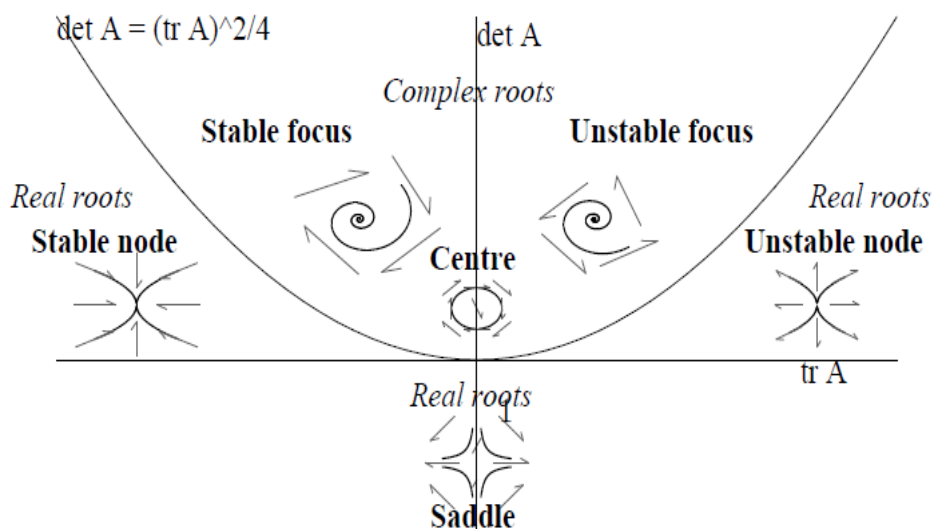 det A = (tr A)^2/4
det A
Complex roots
Stable focus
Unstable focus
Real roots
Real roots
Stable node
Centre
Unstable node
tr A
Real roots
1
Saddle